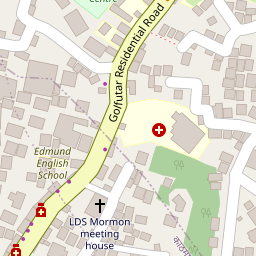 Centre
Golfutar Residential Road
Edmund
English
School
LDS Mormon
meeting
house